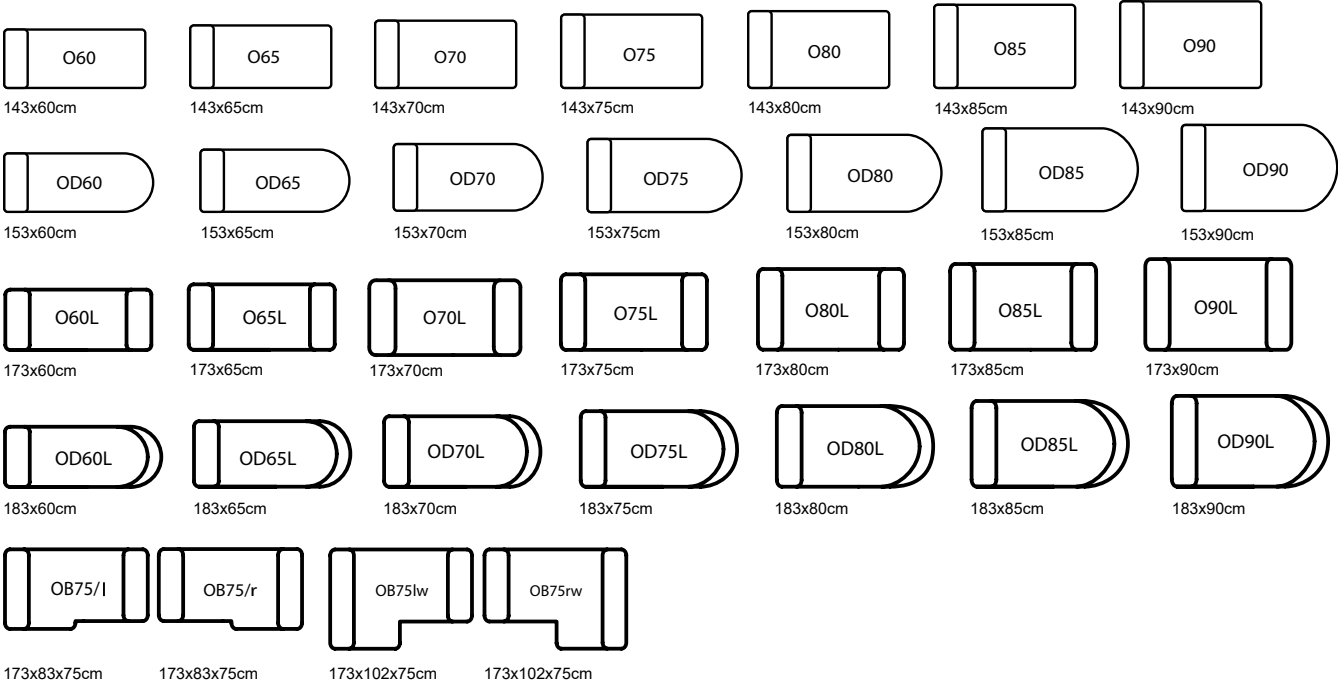 O60 O65 O70 O75 O80 O85 O90
143x60cm 143x65cm 143x70cm 143x75cm 143x80cm 143x85cm 143x90cm
OD60 OD65 OD70 OD75 OD80 OD85 OD90
153x60cm 153x65cm 153x70cm 153x75cm 153x80cm 153x85cm 153x90cm
O60L O65L O70L O75L O80L O85L O90L
173x60cm 173x65cm 173x70cm 173x75cm 173x80cm 173x85cm 173x90cm
OD60L OD65L OD70L OD75L OD80L OD85L OD90L
183x60cm 183x65cm 183x70cm 183x75cm 183x80cm 183x85cm 183x90cm
OB75/l OB75/r OB75lw OB75rw
173x83x75cm 173x83x75cm 173x102x75cm 173x102x75cm